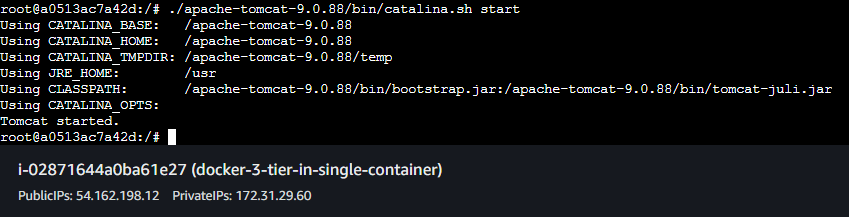 root@a0513ac7a42d:/# ./apache-tomcat-9.0.88/bin/catalina.sh start
Using CATALINA_BASE:   /apache-tomcat-9.0.88
Using CATALINA_HOME:   /apache-tomcat-9.0.88
Using CATALINA_TMPDIR: /apache-tomcat-9.0.88/temp
Using JRE_HOME:        /usr
Using CLASSPATH:       /apache-tomcat-9.0.88/bin/bootstrap.jar:/apache-tomcat-9.0.88/bin/tomcat-juli.jar
Using CATALINA_OPTS:
Tomcat started.
root@a0513ac7a42d:/#
i-02871644a0ba61e27 (docker-3-tier-in-single-container)
PublicIPs: 54.162.198.12    PrivateIPs: 172.31.29.60